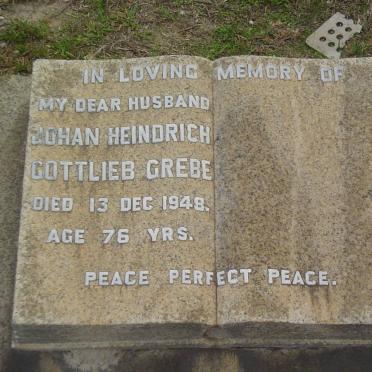 IN LOVING MEMORY OF
MY DEAR HUSBAND
JOHAN HEINDRICH
GOTTLIEB GREBE
DIED 13 DEC 1948.
AGE 76 YRS.
PEACE PERFECT PEACE.